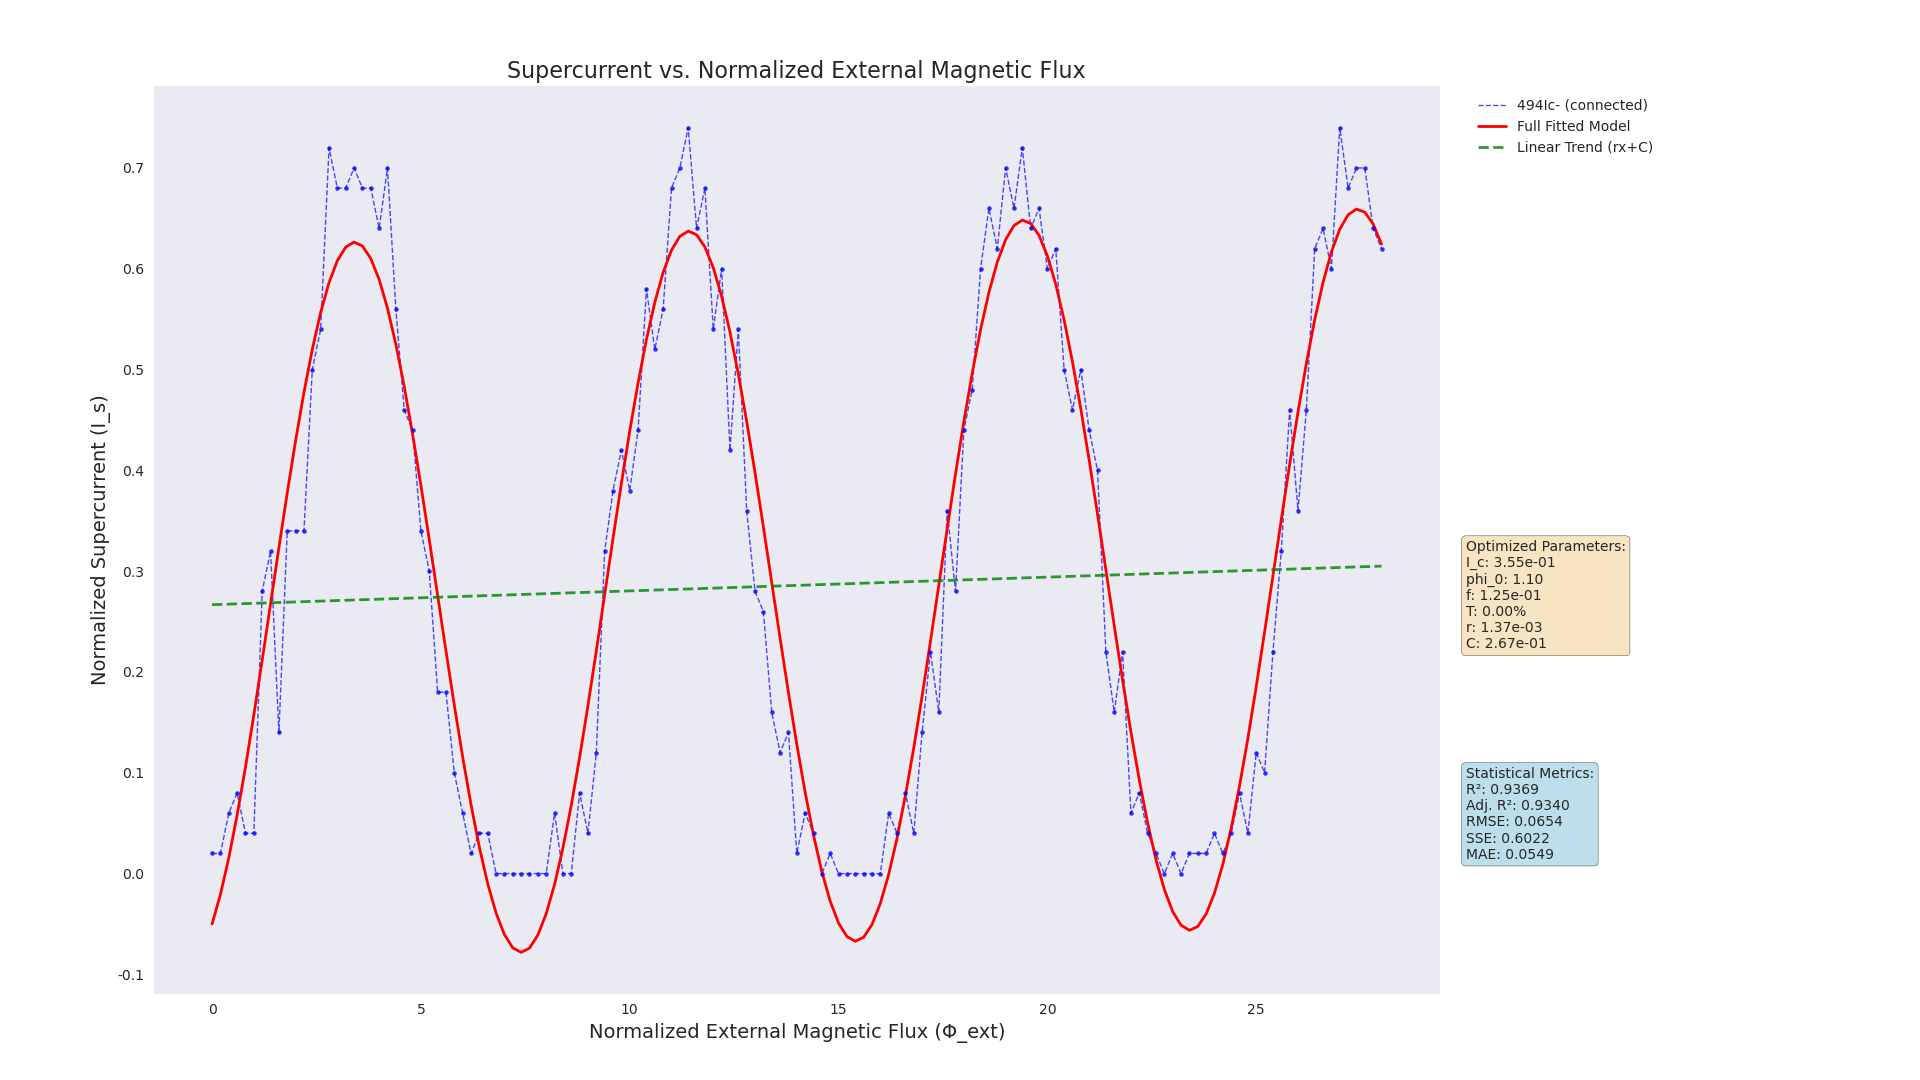 Supercurrent vs. Normalized External Magnetic Flux
494Ic- (connected)
Full Fitted Model
Linear Trend (rx+C)
Normalized Supercurrent (I_s)
0.7
0.6
0.5
0.4
0.3
0.2
0.1
0.0
-0.1
0 5 10 15 20 25
Normalized External Magnetic Flux (Φ_ext)
Optimized Parameters:
I_c: 3.55e-01
phi_0: 1.10
f: 1.25e-01
T: 0.00%
r: 1.37e-03
C: 2.67e-01
Statistical Metrics:
R²: 0.9369
Adj. R²: 0.9340
RMSE: 0.0654
SSE: 0.6022
MAE: 0.0549